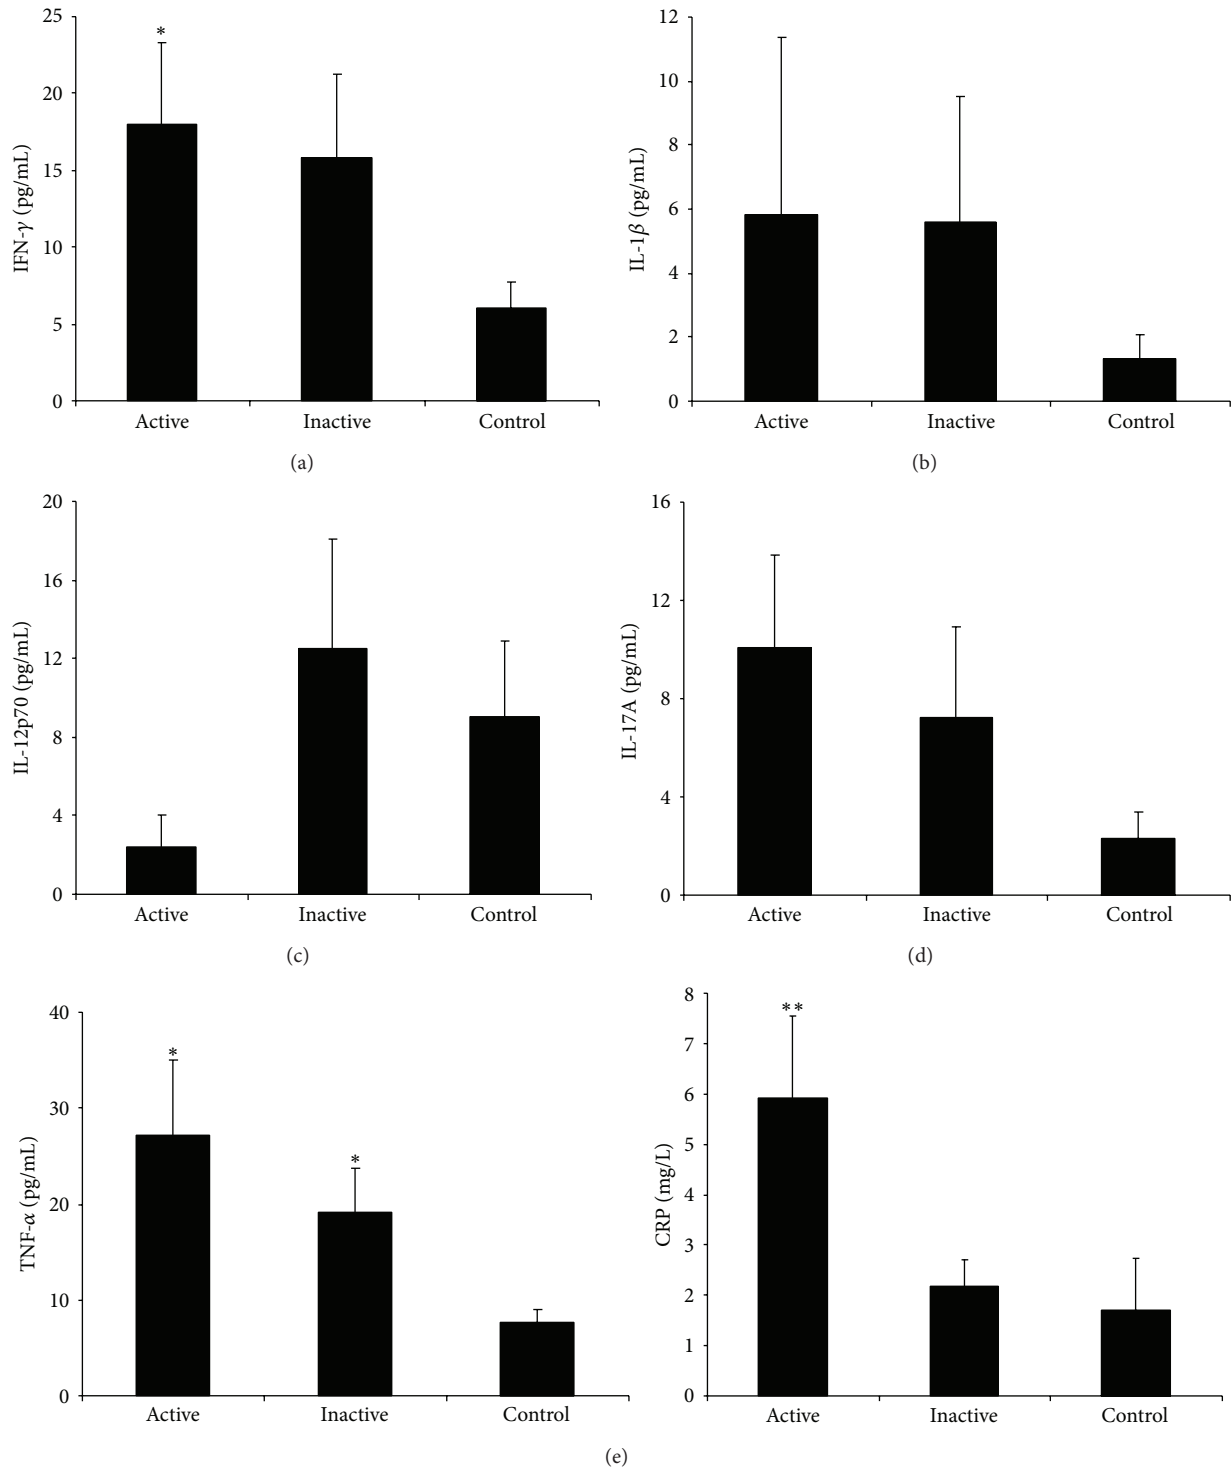 25
20
15
10
5
0
IFN-γ (pg/mL)
*
Active Inactive Control
(a)
12
10
8
6
4
2
0
IL-1β (pg/mL)
Active Inactive Control
(b)
20
16
12
8
4
0
IL-12p70 (pg/mL)
Active Inactive Control
(c)
16
12
8
4
0
IL-17A (pg/mL)
Active Inactive Control
(d)
40
30
20
10
0
TNF-α (pg/mL)
*
*
Active Inactive Control
8
7
6
5
4
3
2
1
0
CRP (mg/L)
**
Active Inactive Control
(e)